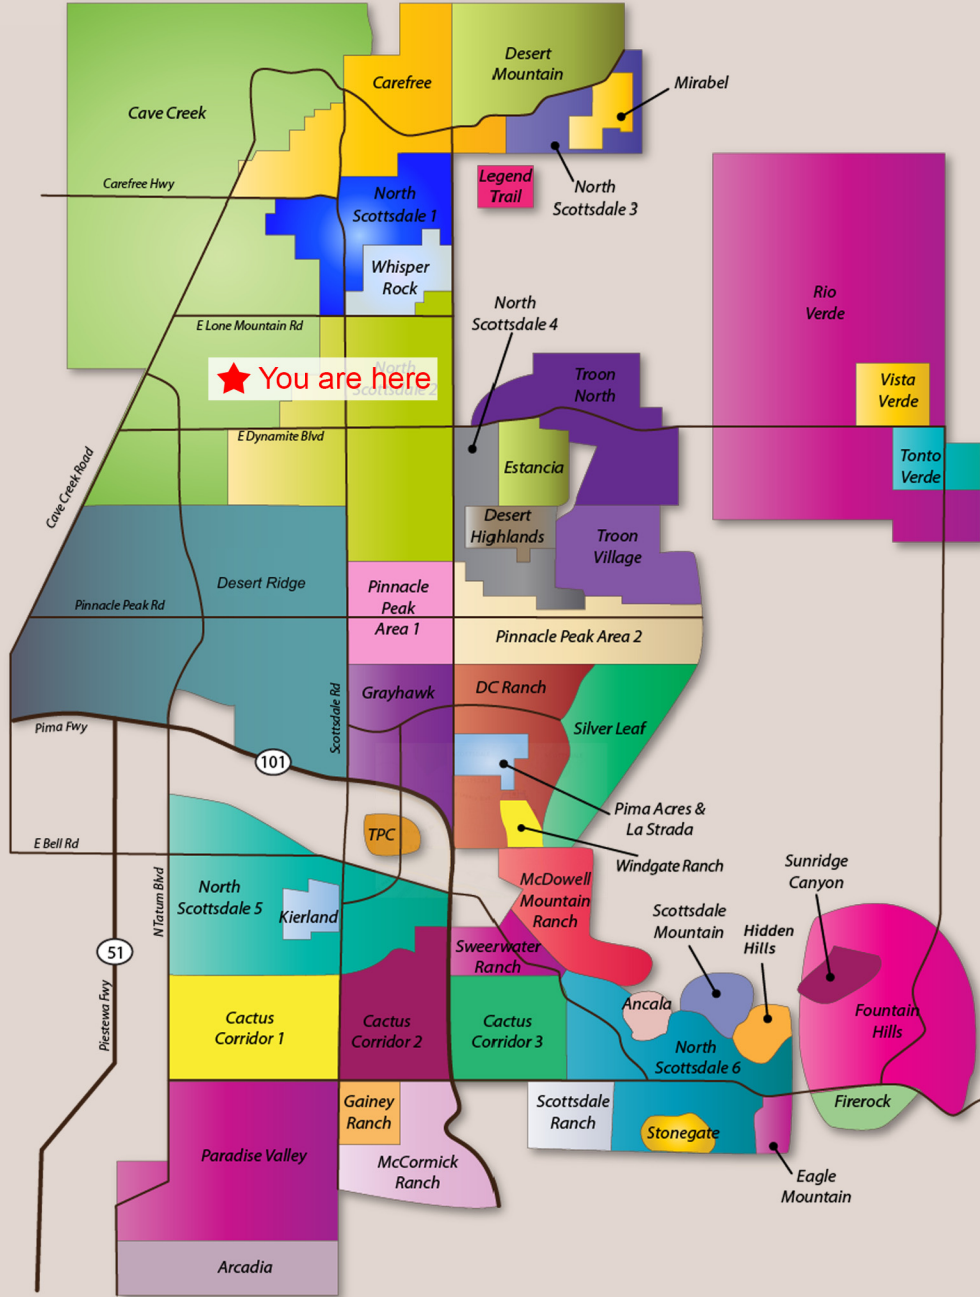 Desert
Mountain
Carefree
Mirabel
Cave Creek
Legend
Trail
Carefree Hwy
North
Scottsdale 3
North
Scottsdale 1
Whisper
Rock
Rio
Verde
North
Scottsdale 4
E Lone Mountain Rd
North
Scottsdale 2
You are here
Troon
North
Vista
Verde
E Dynamite Blvd
Cave Creek Road
Estancia
Tonto
Verde
Desert
Highlands
Troon
Village
Desert Ridge
Pinnacle
Peak
Area 1
Pinnacle Peak Rd
Pinnacle Peak Area 2
Scottsdale Rd
Grayhawk
DC Ranch
Silver Leaf
Pima Fwy
101
Pima Acres &
La Strada
TPC
E Bell Rd
Windgate Ranch
Sunridge
Canyon
McDowell
Mountain
Ranch
North
Scottsdale 5
Kierland
N Tatum Blvd
Scottsdale
Mountain
Hidden
Hills
51
Sweerwater
Ranch
Piestewa Fwy
Ancala
Fountain
Hills
Cactus
Corridor 1
Cactus
Corridor 2
Cactus
Corridor 3
North
Scottsdale 6
Gainey
Ranch
Scottsdale
Ranch
Firerock
Stonegate
Paradise Valley
McCormick
Ranch
Eagle
Mountain
Arcadia